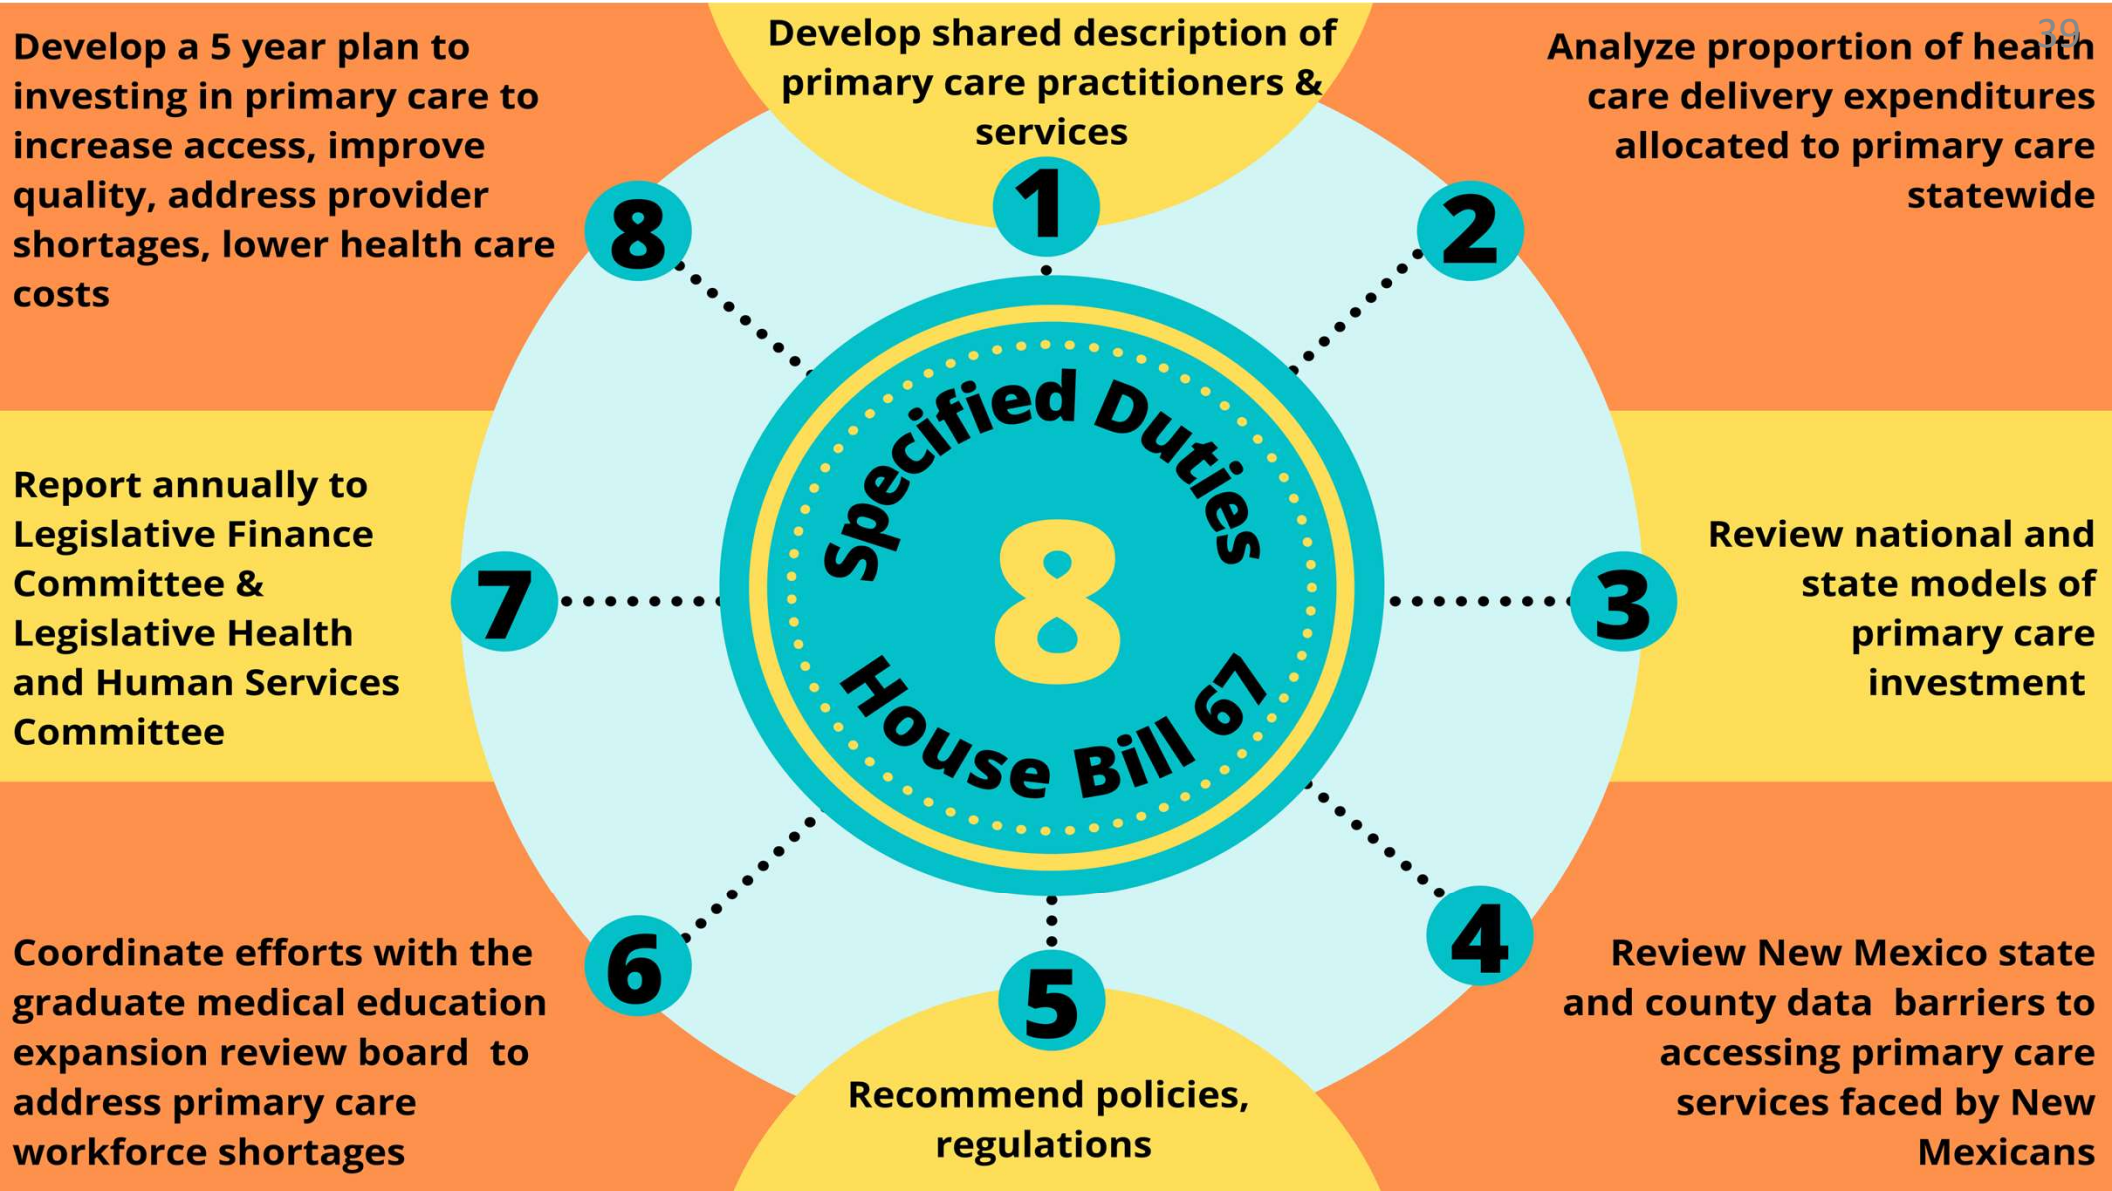 Develop shared description of
primary care practitioners &
services
1
39
Analyze proportion of health
care delivery expenditures
allocated to primary care
statewide
2
Review national and
state models of
primary care
investment
3
Review New Mexico state
and county data  barriers to
accessing primary care
services faced by New
Mexicans
4
5
Recommend policies,
regulations
6
Coordinate efforts with the
graduate medical education
expansion review board  to
address primary care
workforce shortages
7
Report annually to
Legislative Finance
Committee &
Legislative Health
and Human Services
Committee
8
Develop a 5 year plan to
investing in primary care to
increase access, improve
quality, address provider
shortages, lower health care
costs
Specified Duties
8
House Bill 67